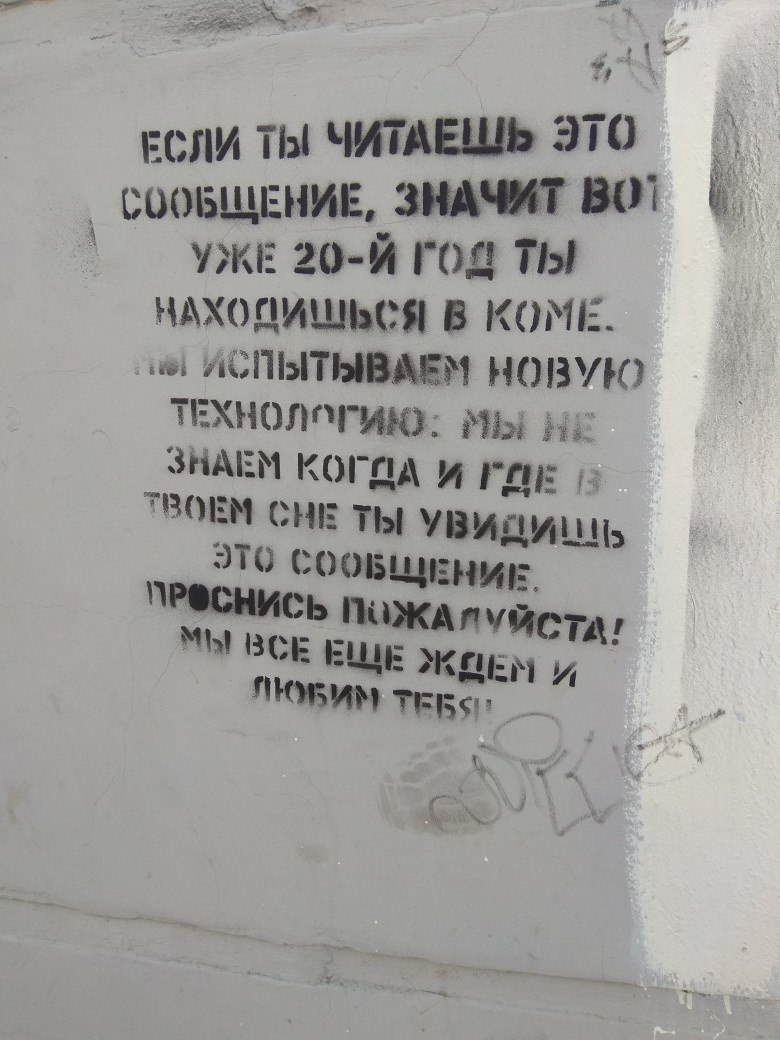 ЕСЛИ ТЫ ЧИТАЕШЬ ЭТО
СООБЩЕНИЕ, ЗНАЧИТ ВОТ
УЖЕ 20-Й ГОД ТЫ
НАХОДИШЬСЯ В КОМЕ.
МЫ ИСПЫТЫВАЕМ НОВУЮ
ТЕХНОЛОГИЮ: МЫ НЕ
ЗНАЕМ КОГДА И ГДЕ В
ТВОЕМ СНЕ ТЫ УВИДИШЬ
ЭТО СООБЩЕНИЕ.
ПРОСНИСЬ ПОЖАЛУЙСТА!
МЫ ВСЕ ЕЩЕ ЖДЕМ И
ЛЮБИМ ТЕБЯ!